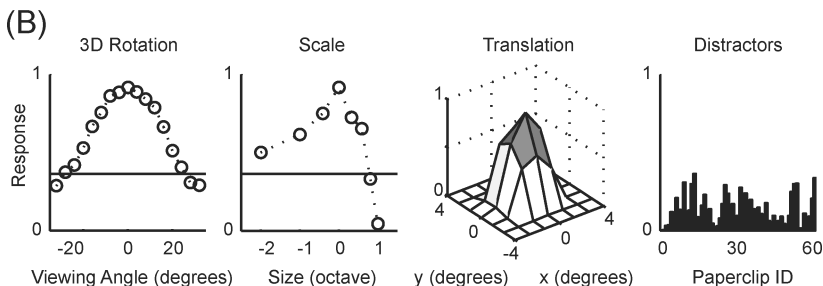 (B)
3D Rotation Scale Translation Distractors
1 1 1 1
Response
0 0 0 0
4 0 -4 0 4
-20 0 20 -2 -1 0 1 0 30 60
Viewing Angle (degrees) Size (octave) y (degrees) x (degrees) Paperclip ID